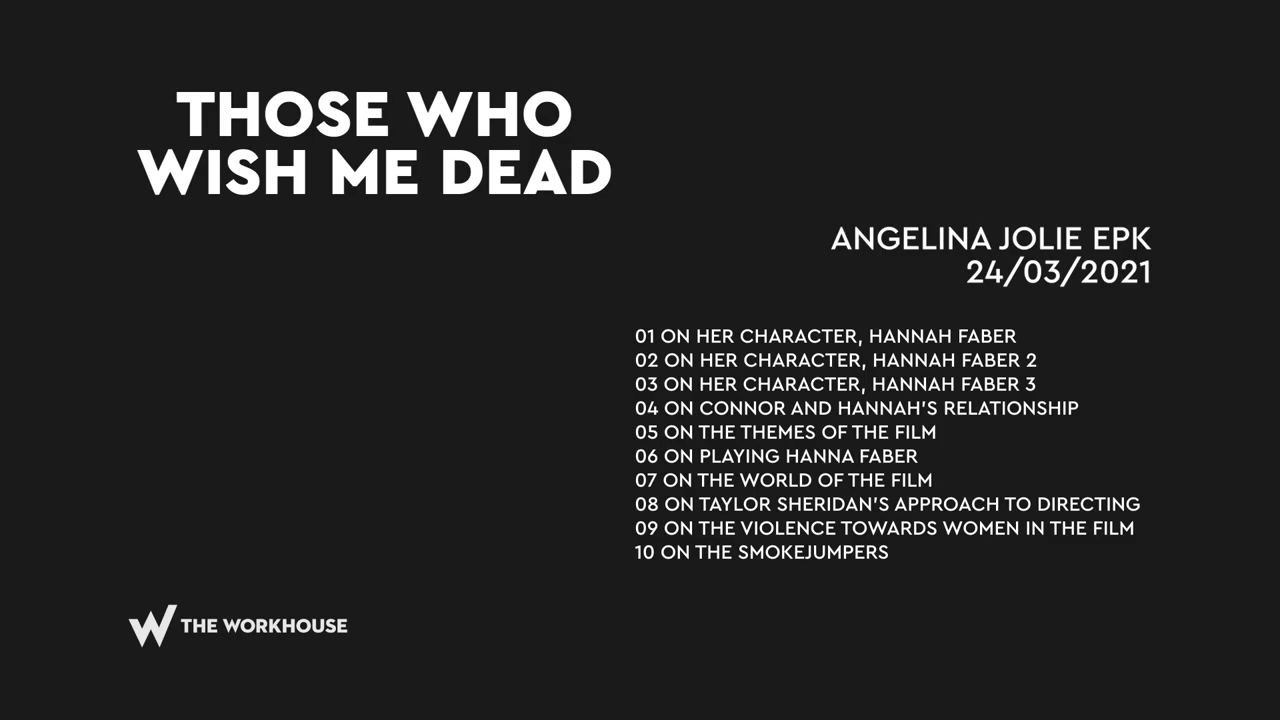 THOSE WHO
WISH ME DEAD
ANGELINA JOLIE EPK
24/03/2021
01 ON HER CHARACTER, HANNAH FABER
02 ON HER CHARACTER, HANNAH FABER 2
03 ON HER CHARACTER, HANNAH FABER 3
04 ON CONNOR AND HANNAH'S RELATIONSHIP
05 ON THE THEMES OF THE FILM
06 ON PLAYING HANNA FABER
07 ON THE WORLD OF THE FILM
08 ON TAYLOR SHERIDAN'S APPROACH TO DIRECTING
09 ON THE VIOLENCE TOWARDS WOMEN IN THE FILM
10 ON THE SMOKEJUMPERS
W THE WORKHOUSE